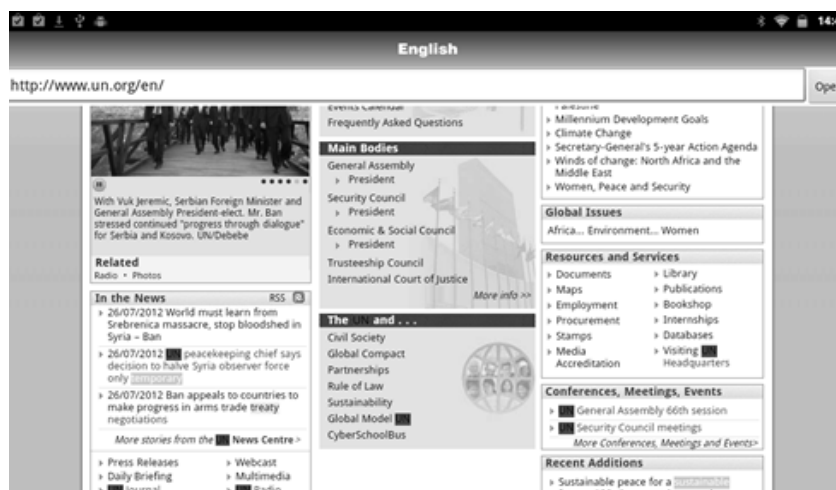 14:4
English
http://www.un.org/en/
Ope
With Vuk Jeremic, Serbian Foreign Minister and
General Assembly President-elect. Mr. Ban
stressed continued "progress through dialogue"
for Serbia and Kosovo. UN/Debebe
Related
Radio • Photos
In the News RSS
26/07/2012 World must learn from
Srebrenica massacre, stop bloodshed in
Syria – Ban
26/07/2012 UN peacekeeping chief says
decision to halve Syria observer force
only temporary
26/07/2012 Ban appeals to countries to
make progress in arms trade treaty
negotiations
More stories from the UN News Centre>
Press Releases
Daily Briefing
UN Journal
Webcast
Multimedia
UN Radio
Events Calendar
Frequently Asked Questions
Main Bodies
General Assembly
President
Security Council
President
Economic & Social Council
President
Trusteeship Council
International Court of Justice
More info >>
The UN and . . .
Civil Society
Global Compact
Partnerships
Rule of Law
Sustainability
Global Model UN
CyberSchoolBus
Palestine
Millennium Development Goals
Climate Change
Secretary-General's 5-year Action Agenda
Winds of change: North Africa and the
Middle East
Women, Peace and Security
Global Issues
Africa... Environment... Women
Resources and Services
Documents
Maps
Employment
Procurement
Stamps
Media
Accreditation
Library
Publications
Bookshop
Internships
Databases
Visiting UN
Headquarters
Conferences, Meetings, Events
UN General Assembly 66th session
UN Security Council meetings
More Conferences, Meetings and Events>
Recent Additions
Sustainable peace for a sustainable